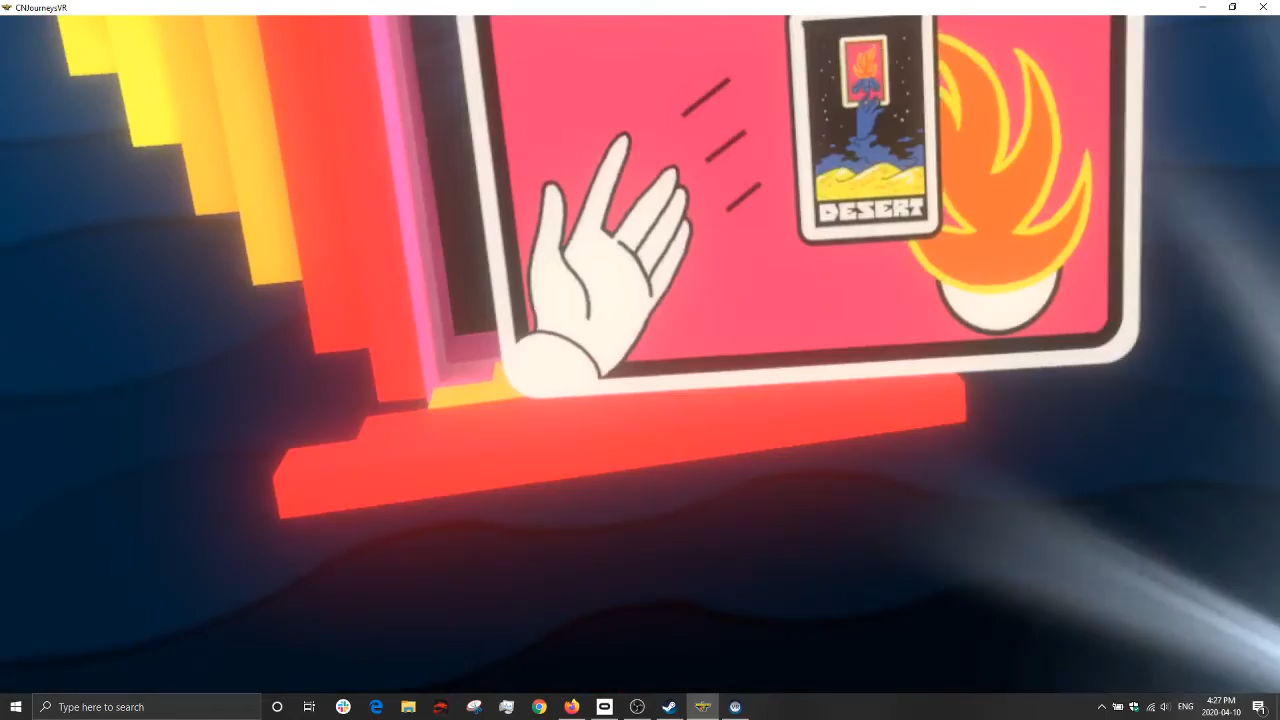 CNJourneysVR
DESERT
Type here to search
ENG
4:27 PM
2020-04-10